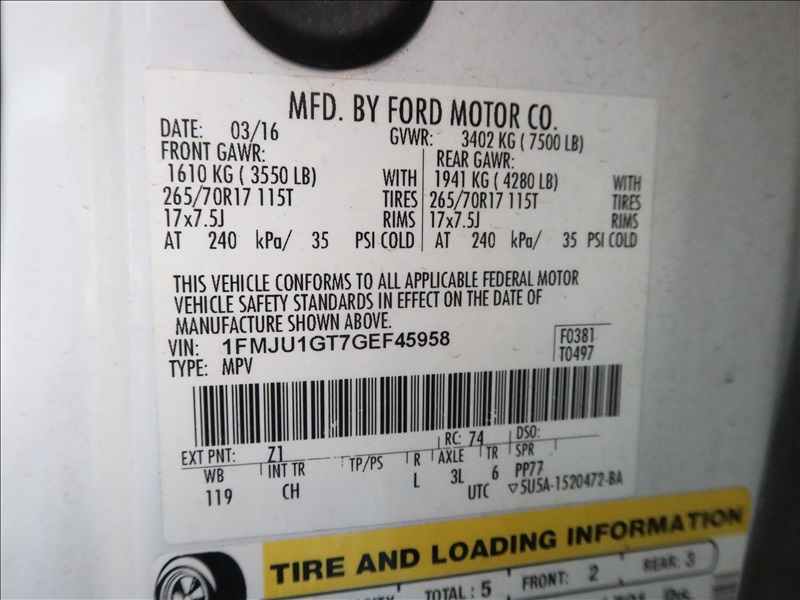 MFD. BY FORD MOTOR CO.
DATE: 03/16 GVWR: 3402 KG ( 7500 LB)
FRONT GAWR: REAR GAWR:
1610 KG ( 3550 LB) WITH 1941 KG ( 4280 LB) WITH
265/70R17 115T TIRES 265/70R17 115T TIRES
17x7.5J RIMS 17x7.5J RIMS
AT 240 kPa/ 35 PSI COLD AT 240 kPa/ 35 PSI COLD
THIS VEHICLE CONFORMS TO ALL APPLICABLE FEDERAL MOTOR
VEHICLE SAFETY STANDARDS IN EFFECT ON THE DATE OF
MANUFACTURE SHOWN ABOVE.
VIN: 1FMJU1GT7GEF45958 F0381
TYPE: MPV T0497
EXT PNT: Z1 RC: 74 DSO:
WB INT TR TP/PS R AXLE TR SPR
119 CH L 3L 6 PP77
UTC ▽5U5A-1520472-BA
TIRE AND LOADING INFORMATION
TOTAL : 5 FRONT: 2 REAR: 3
lbs.